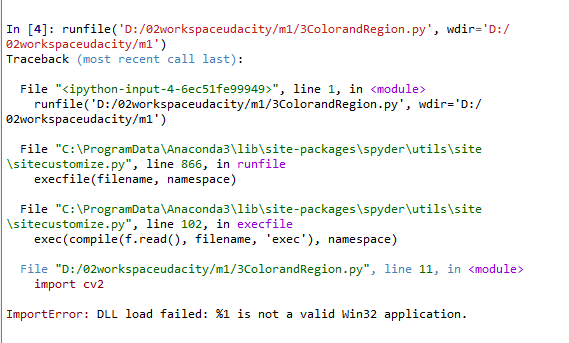 In [4]: runfile('D:/02workspaceudacity/m1/3ColorandRegion.py', wdir='D:/
02workspaceudacity/m1')
Traceback (most recent call last):
File "<ipython-input-4-6ec51fe99949>", line 1, in <module>
runfile('D:/02workspaceudacity/m1/3ColorandRegion.py', wdir='D:/
02workspaceudacity/m1')
File "C:\ProgramData\Anaconda3\lib\site-packages\spyder\utils\site
\sitecustomize.py", line 866, in runfile
execfile(filename, namespace)
File "C:\ProgramData\Anaconda3\lib\site-packages\spyder\utils\site
\sitecustomize.py", line 102, in execfile
exec(compile(f.read(), filename, 'exec'), namespace)
File "D:/02workspaceudacity/m1/3ColorandRegion.py", line 11, in <module>
import cv2
ImportError: DLL load failed: %1 is not a valid Win32 application.